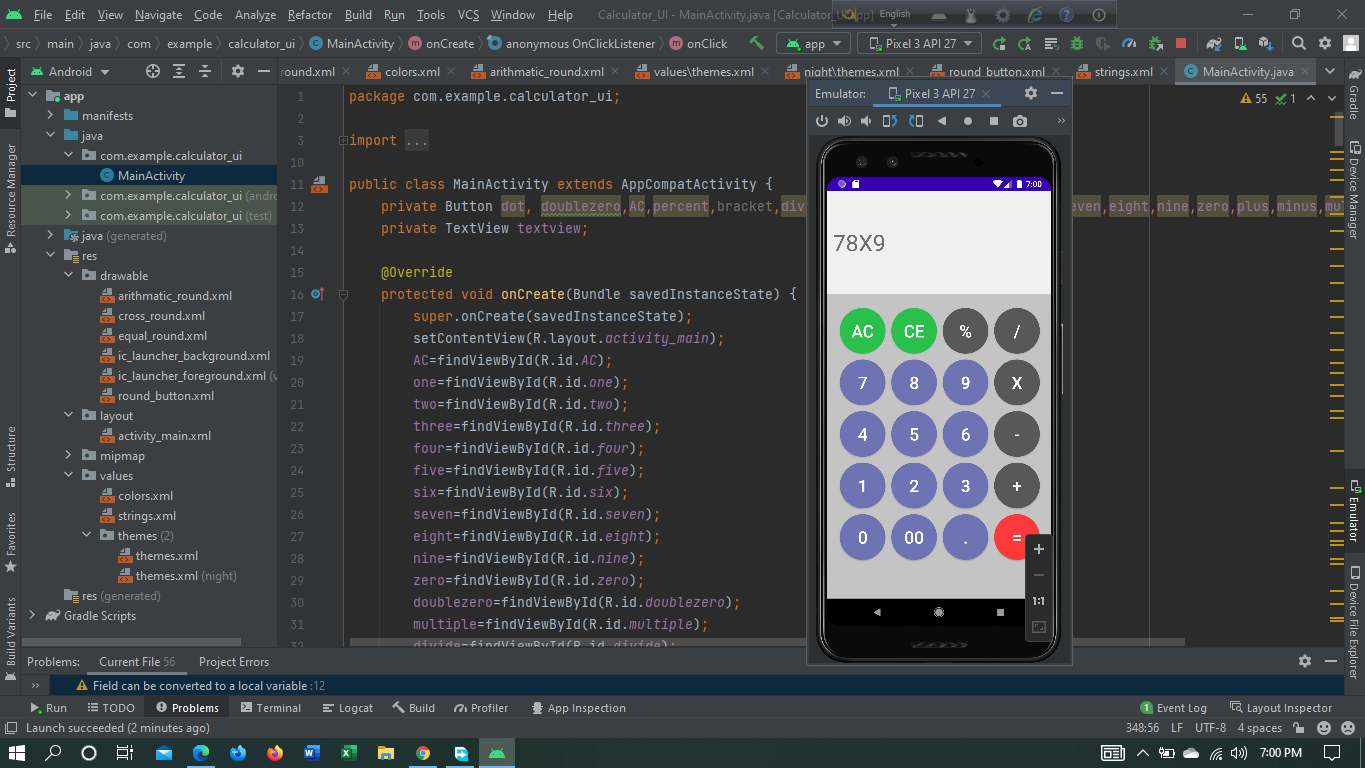 File Edit View Navigate Code Analyze Refactor Build Run Tools VCS Window Help Calculator_UI - MainActivity.java [Calculator_UI.app]
English
src main java com example calculator_ui MainActivity onCreate anonymous OnClickListener onClick app Pixel 3 API 27
Project
Resource Manager
Structure
Favorites
Build Variants
Android
round.xml colors.xml arithmatic_round.xml values\themes.xml night\themes.xml round_button.xml strings.xml MainActivity.java
app
manifests
java
com.example.calculator_ui
MainActivity
com.example.calculator_ui (andro
com.example.calculator_ui (test)
java (generated)
res
drawable
arithmatic_round.xml
cross_round.xml
equal_round.xml
ic_launcher_background.xml
ic_launcher_foreground.xml (v
round_button.xml
layout
activity_main.xml
mipmap
values
colors.xml
strings.xml
themes (2)
themes.xml
themes.xml (night)
res (generated)
Gradle Scripts
55 1
1 package com.example.calculator_ui;
2
3 import ...
10
11 public class MainActivity extends AppCompatActivity {
12 private Button dot, doublezero,AC,percent,bracket,div
even,eight,nine,zero,plus,minus,mu
13 private TextView textview;
14
15 @Override
16 protected void onCreate(Bundle savedInstanceState) {
17 super.onCreate(savedInstanceState);
18 setContentView(R.layout.activity_main);
19 AC=findViewById(R.id.AC);
20 one=findViewById(R.id.one);
21 two=findViewById(R.id.two);
22 three=findViewById(R.id.three);
23 four=findViewById(R.id.four);
24 five=findViewById(R.id.five);
25 six=findViewById(R.id.six);
26 seven=findViewById(R.id.seven);
27 eight=findViewById(R.id.eight);
28 nine=findViewById(R.id.nine);
29 zero=findViewById(R.id.zero);
30 doublezero=findViewById(R.id.doublezero);
31 multiple=findViewById(R.id.multiple);
32 divide=findViewById(R.id.divide);
Emulator: Pixel 3 API 27
7:00
78X9
AC CE % /
7 8 9 X
4 5 6 -
1 2 3 +
0 00 . =
1:1
Gradle
Device Manager
Emulator
Device File Explorer
Problems: Current File 56 Project Errors
Field can be converted to a local variable :12
Run TODO Problems Terminal Logcat Build Profiler App Inspection 1 Event Log Layout Inspector
Launch succeeded (2 minutes ago) 348:56 LF UTF-8 4 spaces
7:00 PM